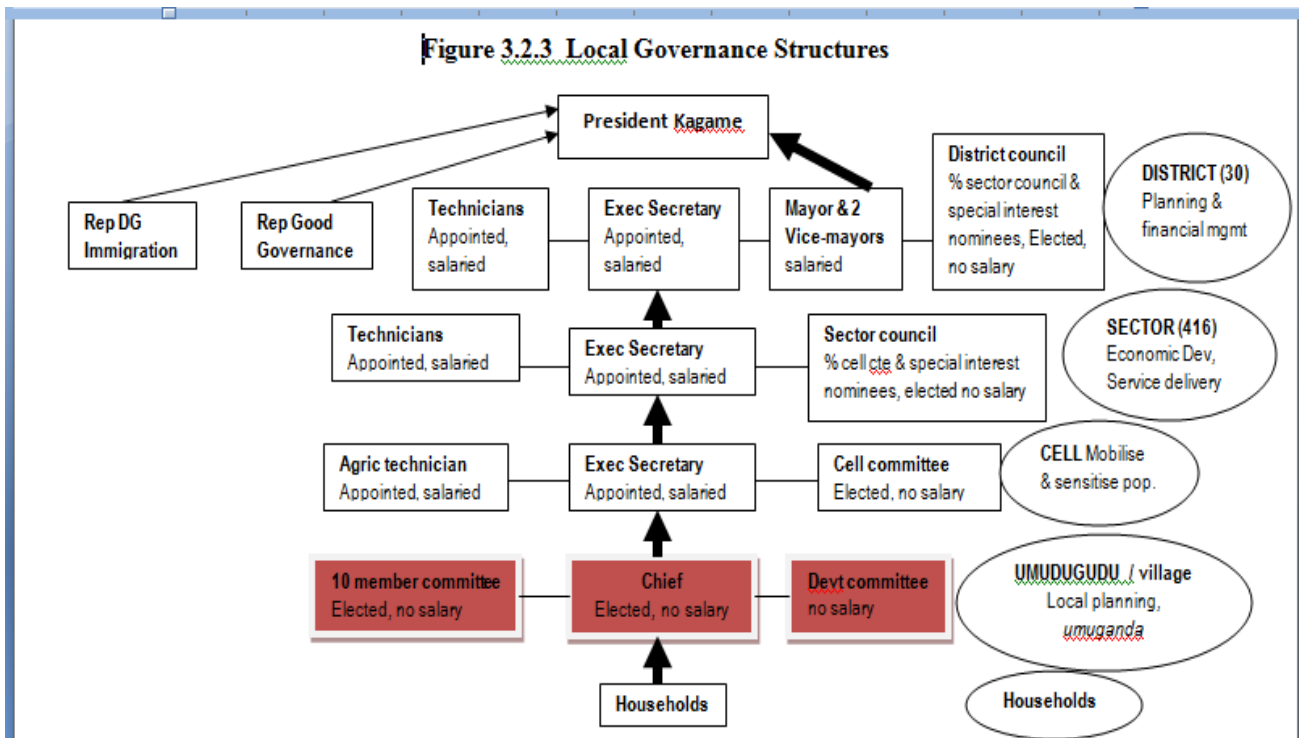 Figure 3.2.3 Local Governance Structures
President Kagame
Rep DG
Immigration
Rep Good
Governance
Technicians
Appointed,
salaried
Exec Secretary
Appointed,
salaried
Mayor & 2
Vice-mayors
salaried
District council
% sector council &
special interest
nominees, Elected,
no salary
DISTRICT (30)
Planning &
financial mgmt
Technicians
Appointed, salaried
Exec Secretary
Appointed, salaried
Sector council
% cell cte & special interest
nominees, elected no salary
SECTOR (416)
Economic Dev,
Service delivery
Agric technician
Appointed, salaried
Exec Secretary
Appointed, salaried
Cell committee
Elected, no salary
CELL Mobilise
& sensitise pop.
10 member committee
Elected, no salary
Chief
Elected, no salary
Devt committee
no salary
UMUDUGUDU / village
Local planning,
umuganda
Households
Households